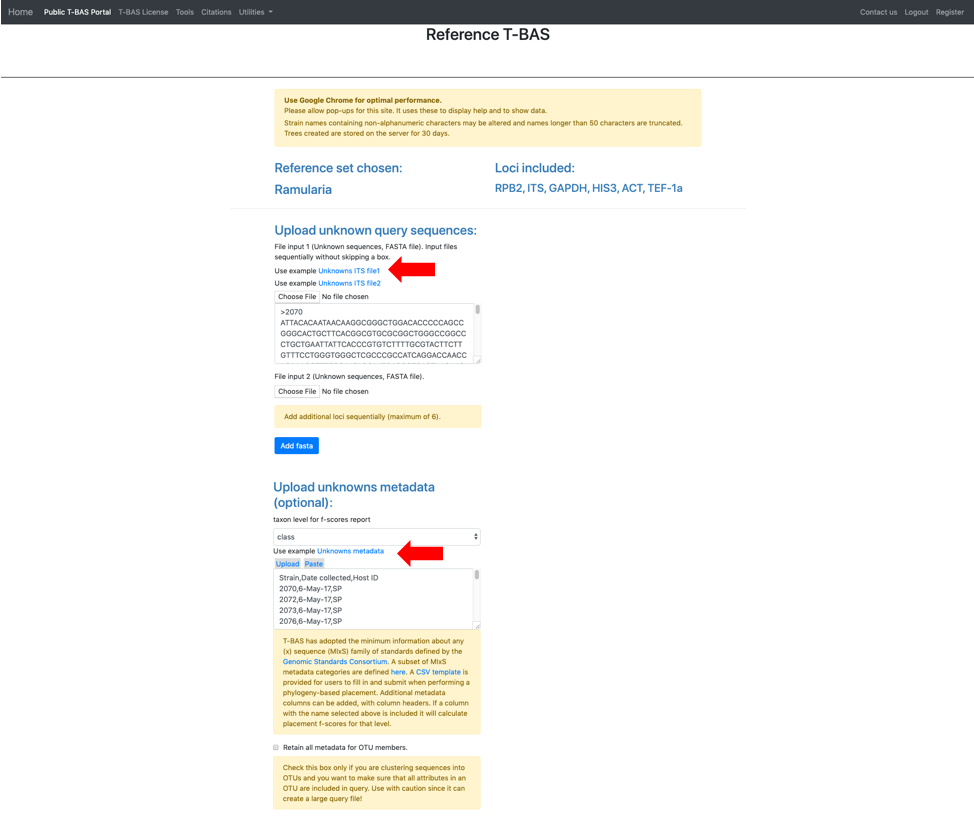 Home Public T-BAS Portal T-BAS License Tools Citations Utilities Contact us Logout Register
Reference T-BAS
Use Google Chrome for optimal performance.
Please allow pop-ups for this site. It uses these to display help and to show data.
Strain names containing non-alphanumeric characters may be altered and names longer than 50 characters are truncated.
Trees created are stored on the server for 30 days.
Reference set chosen:
Ramularia
Loci included:
RPB2, ITS, GAPDH, HIS3, ACT, TEF-1a
Upload unknown query sequences:
File input 1 (Unknown sequences, FASTA file). Input files
sequentially without skipping a box.
Use example Unknowns ITS file1
Use example Unknowns ITS file2
Choose File No file chosen
>2070
ATTACACAATAACAAGGCGGGCTGGACACCCCCAGCC
GGGCACTGCTTCACGGCGTGCGCGGCTGGGCCGGCC
CTGCTGAATTATTCACCCGTGTCTTTTGCGTACTTCTT
GTTTCCTGGGTGGGCTCGCCCGCCATCAGGACCAACC
File input 2 (Unknown sequences, FASTA file).
Choose File No file chosen
Add additional loci sequentially (maximum of 6).
Add fasta
Upload unknowns metadata
(optional):
taxon level for f-scores report
class
Use example Unknowns metadata
Upload Paste
Strain,Date collected,Host ID
2070,6-May-17,SP
2072,6-May-17,SP
2073,6-May-17,SP
2076,6-May-17,SP
T-BAS has adopted the minimum information about any
(x) sequence (MIxS) family of standards defined by the
Genomic Standards Consortium. A subset of MIxS
metadata categories are defined here. A CSV template is
provided for users to fill in and submit when performing a
phylogeny-based placement. Additional metadata
columns can be added, with column headers. If a column
with the name selected above is included it will calculate
placement f-scores for that level.
Retain all metadata for OTU members.
Check this box only if you are clustering sequences into
OTUs and you want to make sure that all attributes in an
OTU are included in query. Use with caution since it can
create a large query file!